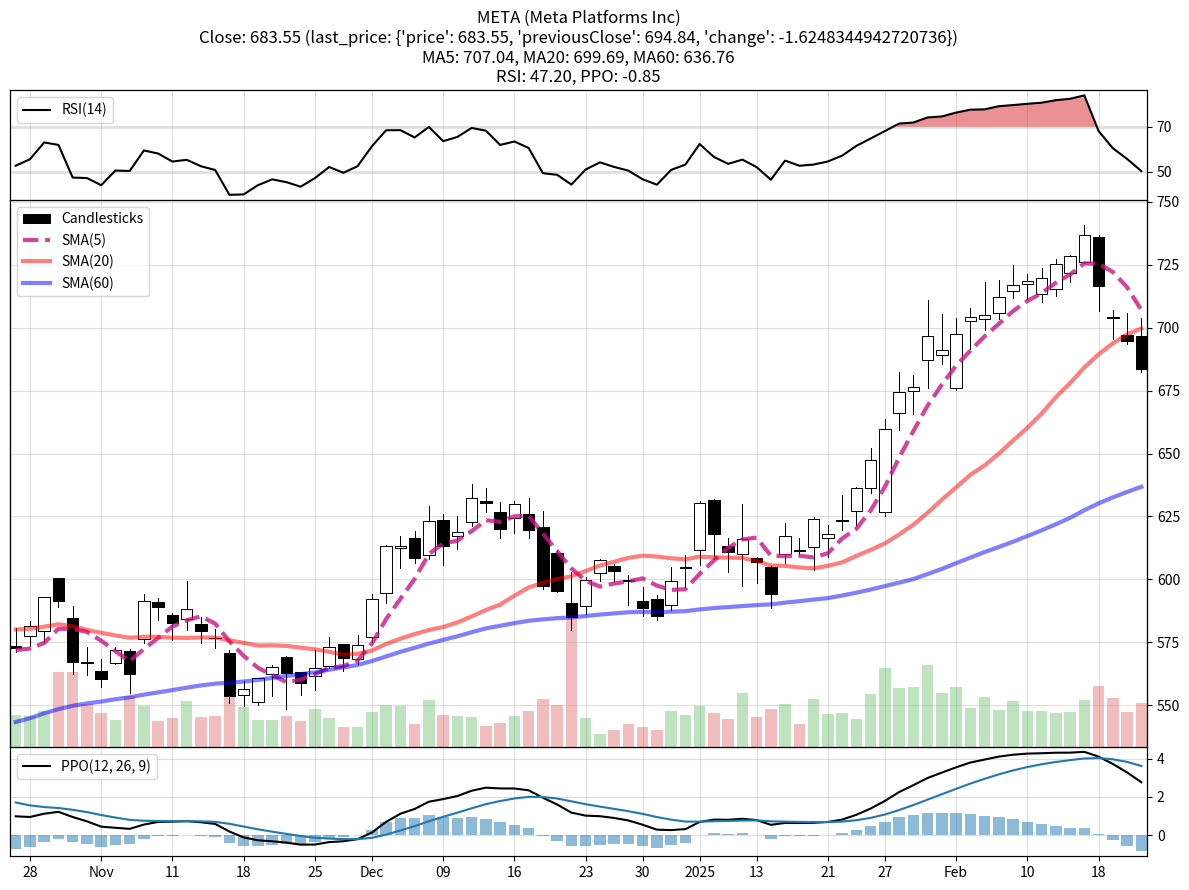 META (Meta Platforms Inc)
Close: 683.55 (last_price: {'price': 683.55, 'previousClose': 694.84, 'change': -1.6248344942720736})
MA5: 707.04, MA20: 699.69, MA60: 636.76
RSI: 47.20, PPO: -0.85
RSI(14)
70
50
Candlesticks
SMA(5)
SMA(20)
SMA(60)
750
725
700
675
650
625
600
575
550
PPO(12, 26, 9)
4
2
0
28 Nov 11 18 25 Dec 09 16 23 30 2025 13 21 27 Feb 10 18